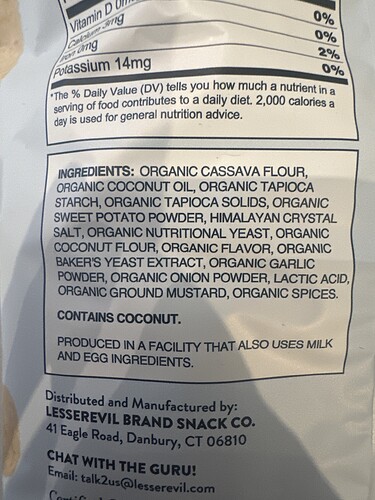 Vitamin D 0m
0%
Calcium 3mg
0%
Iron 0mg
2%
Potassium 14mg
0%
*The % Daily Value (DV) tells you how much a nutrient in a
serving of food contributes to a daily diet. 2,000 calories a
day is used for general nutrition advice.
INGREDIENTS: ORGANIC CASSAVA FLOUR,
ORGANIC COCONUT OIL, ORGANIC TAPIOCA
STARCH, ORGANIC TAPIOCA SOLIDS, ORGANIC
SWEET POTATO POWDER, HIMALAYAN CRYSTAL
SALT, ORGANIC NUTRITIONAL YEAST, ORGANIC
COCONUT FLOUR, ORGANIC FLAVOR, ORGANIC
BAKER'S YEAST EXTRACT, ORGANIC GARLIC
POWDER, ORGANIC ONION POWDER, LACTIC ACID,
ORGANIC GROUND MUSTARD, ORGANIC SPICES.
CONTAINS COCONUT.
PRODUCED IN A FACILITY THAT ALSO USES MILK
AND EGG INGREDIENTS.
Distributed and Manufactured by:
LESSEREVIL BRAND SNACK CO.
41 Eagle Road, Danbury, CT 06810
CHAT WITH THE GURU!
Email: talk2us@lesserevil.com